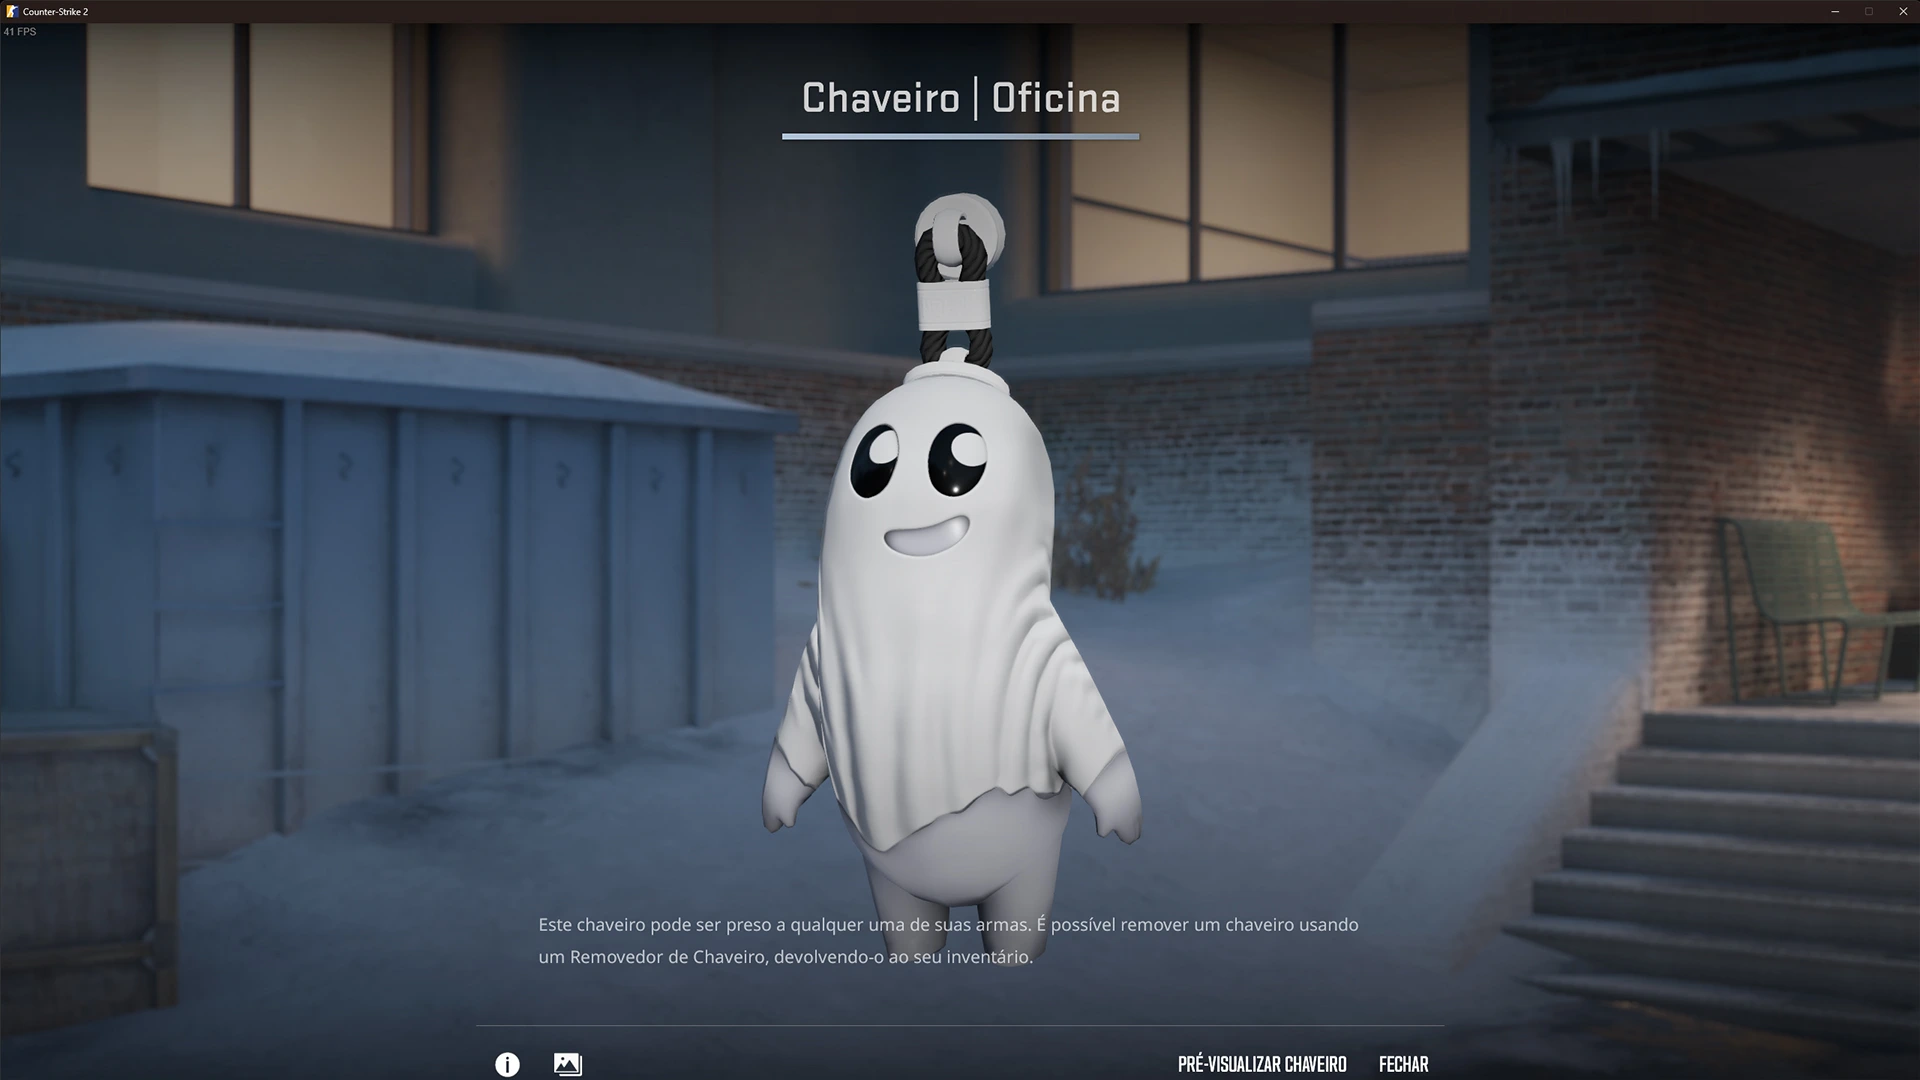 Counter-Strike 2
41 FPS
Chaveiro | Oficina
Este chaveiro pode ser preso a qualquer uma de suas armas. É possível remover um chaveiro usando
um Removedor de Chaveiro, devolvendo-o ao seu inventário.
PRÉ-VISUALIZAR CHAVEIRO
FECHAR